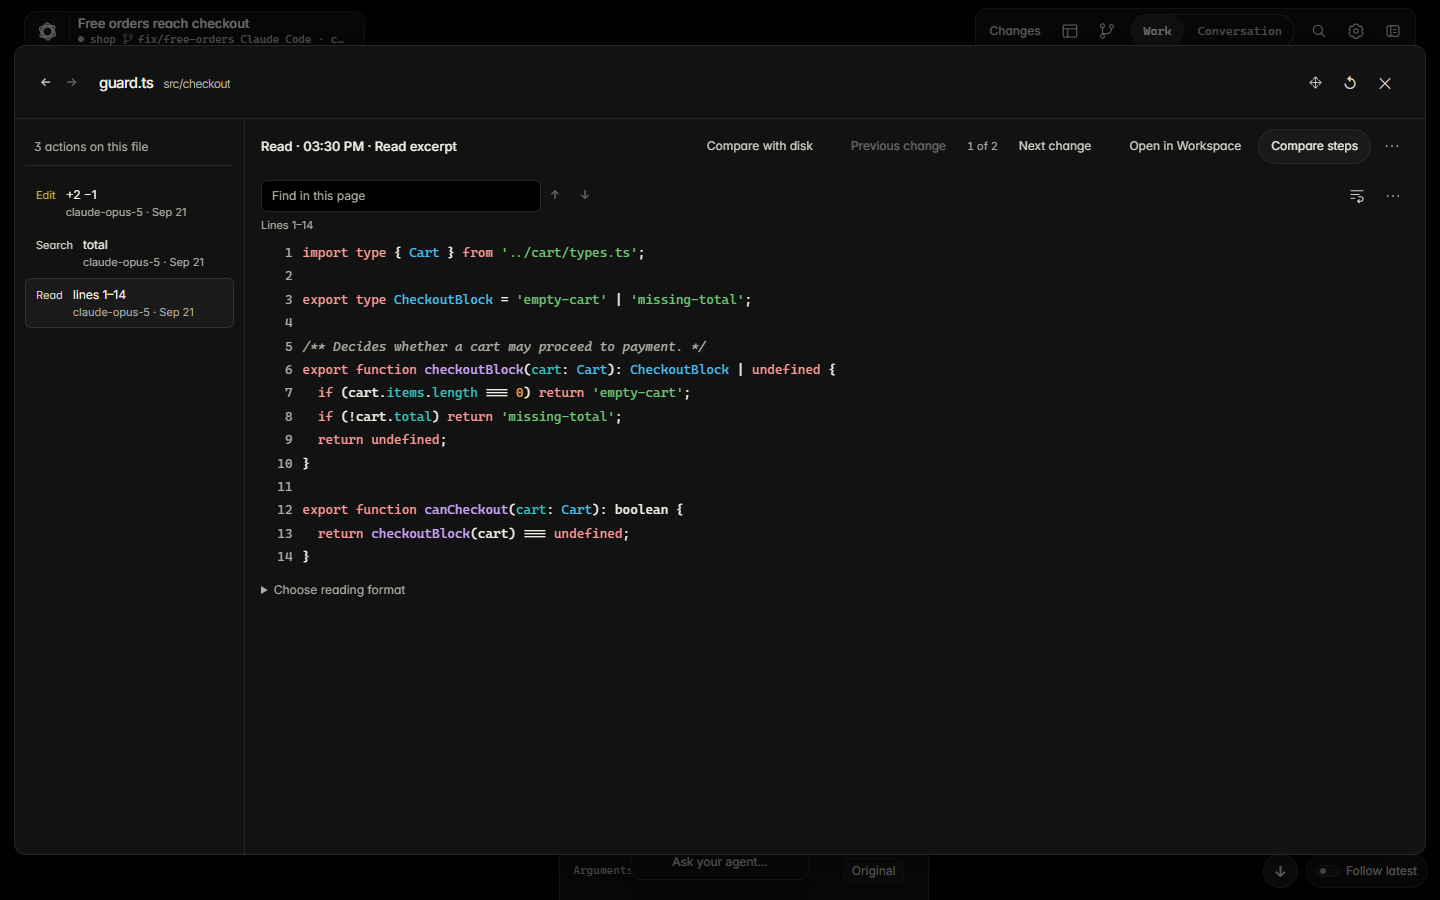 Free orders reach checkout
shop fix/free-orders Claude Code · c…
Changes
Work
Conversation
guard.ts src/checkout
3 actions on this file
Edit +2 −1
claude-opus-5 · Sep 21
Search total
claude-opus-5 · Sep 21
Read lines 1–14
claude-opus-5 · Sep 21
Read · 03:30 PM · Read excerpt
Compare with disk
Previous change
1 of 2
Next change
Open in Workspace
Compare steps
Find in this page
Lines 1–14
1 import type { Cart } from '../cart/types.ts';
2
3 export type CheckoutBlock = 'empty-cart' | 'missing-total';
4
5 /** Decides whether a cart may proceed to payment. */
6 export function checkoutBlock(cart: Cart): CheckoutBlock | undefined {
7 if (cart.items.length === 0) return 'empty-cart';
8 if (!cart.total) return 'missing-total';
9 return undefined;
10 }
11
12 export function canCheckout(cart: Cart): boolean {
13 return checkoutBlock(cart) === undefined;
14 }
Choose reading format
Arguments
Ask your agent...
Original
Follow latest